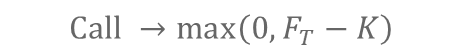 Call → max(0, F_T − K)